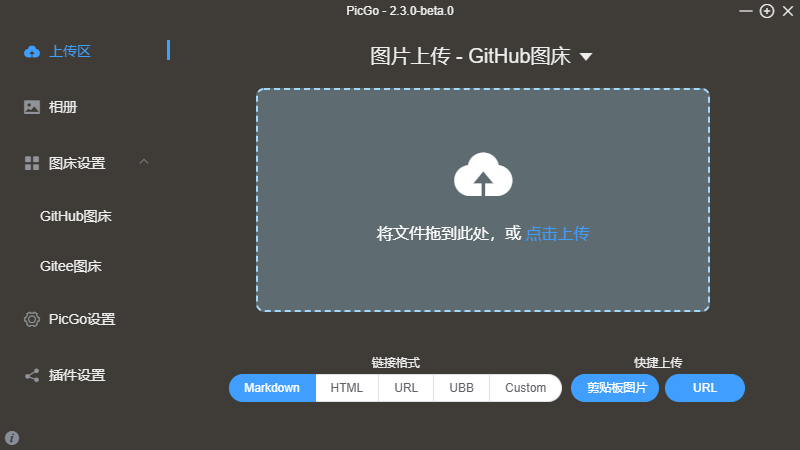 PicGo - 2.3.0-beta.0
上传区
相册
图床设置
GitHub图床
Gitee图床
PicGo设置
插件设置
图片上传 - GitHub图床
将文件拖到此处，或 点击上传
链接格式
Markdown HTML URL UBB Custom
快捷上传
剪贴板图片 URL